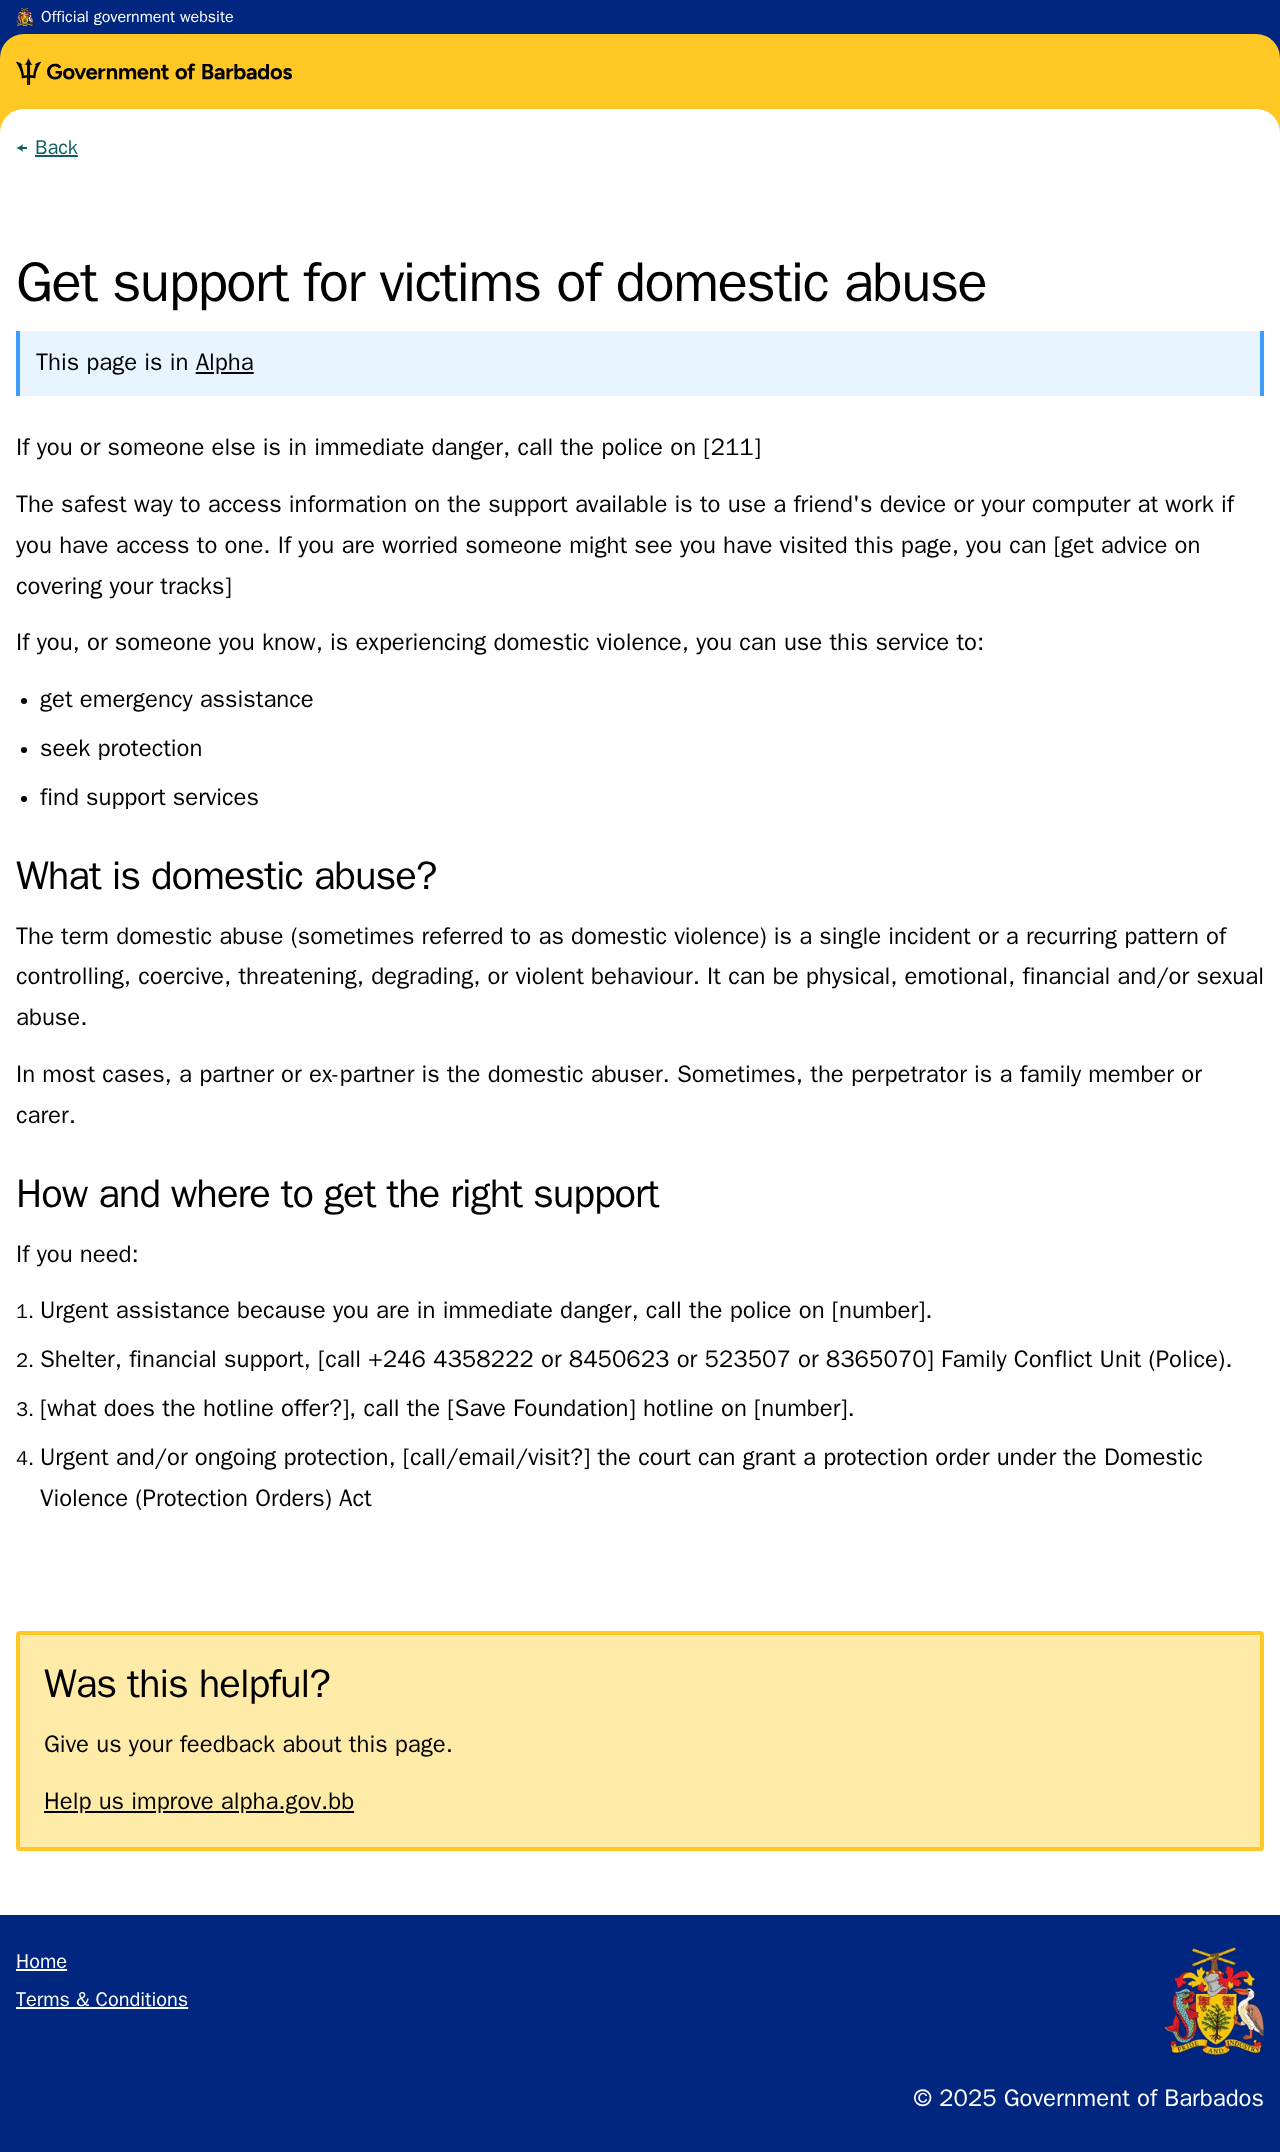 Official government website
Government of Barbados
← Back
Get support for victims of domestic abuse
This page is in Alpha
If you or someone else is in immediate danger, call the police on [211]
The safest way to access information on the support available is to use a friend's device or your computer at work if
you have access to one. If you are worried someone might see you have visited this page, you can [get advice on
covering your tracks]
If you, or someone you know, is experiencing domestic violence, you can use this service to:
• get emergency assistance
• seek protection
• find support services
What is domestic abuse?
The term domestic abuse (sometimes referred to as domestic violence) is a single incident or a recurring pattern of
controlling, coercive, threatening, degrading, or violent behaviour. It can be physical, emotional, financial and/or sexual
abuse.
In most cases, a partner or ex-partner is the domestic abuser. Sometimes, the perpetrator is a family member or
carer.
How and where to get the right support
If you need:
1. Urgent assistance because you are in immediate danger, call the police on [number].
2. Shelter, financial support, [call +246 4358222 or 8450623 or 523507 or 8365070] Family Conflict Unit (Police).
3. [what does the hotline offer?], call the [Save Foundation] hotline on [number].
4. Urgent and/or ongoing protection, [call/email/visit?] the court can grant a protection order under the Domestic
Violence (Protection Orders) Act
Was this helpful?
Give us your feedback about this page.
Help us improve alpha.gov.bb
Home
Terms & Conditions
PRIDE AND INDUSTRY
© 2025 Government of Barbados